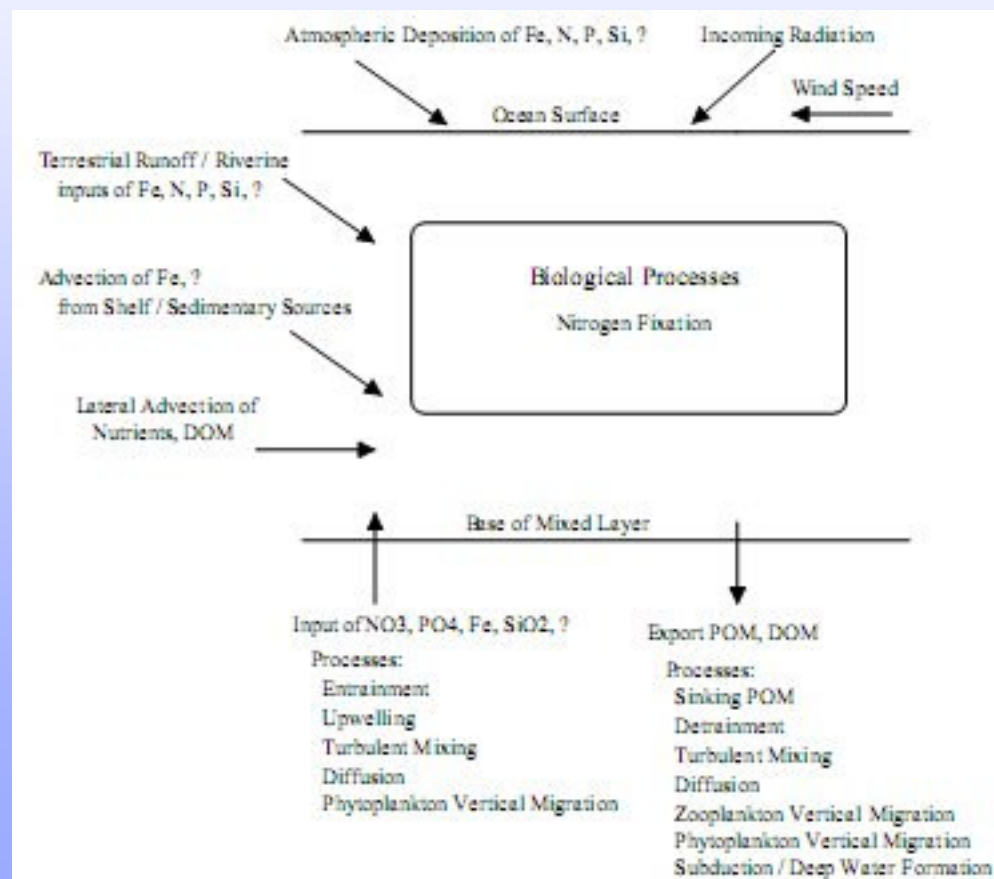 Atmospheric Deposition of Fe, N, P, Si, ?
Incoming Radiation
Wind Speed
Ocean Surface
Terrestrial Runoff / Riverine
inputs of Fe, N, P, Si, ?
Biological Processes
Nitrogen Fixation
Advection of Fe, ?
from Shelf / Sedimentary Sources
Lateral Advection of
Nutrients, DOM
Base of Mixed Layer
Input of NO3, PO4, Fe, SiO2, ?
Processes:
Entrainment
Upwelling
Turbulent Mixing
Diffusion
Phytoplankton Vertical Migration
Export POM, DOM
Processes:
Sinking POM
Detrainment
Turbulent Mixing
Diffusion
Zooplankton Vertical Migration
Phytoplankton Vertical Migration
Subduction / Deep Water Formation